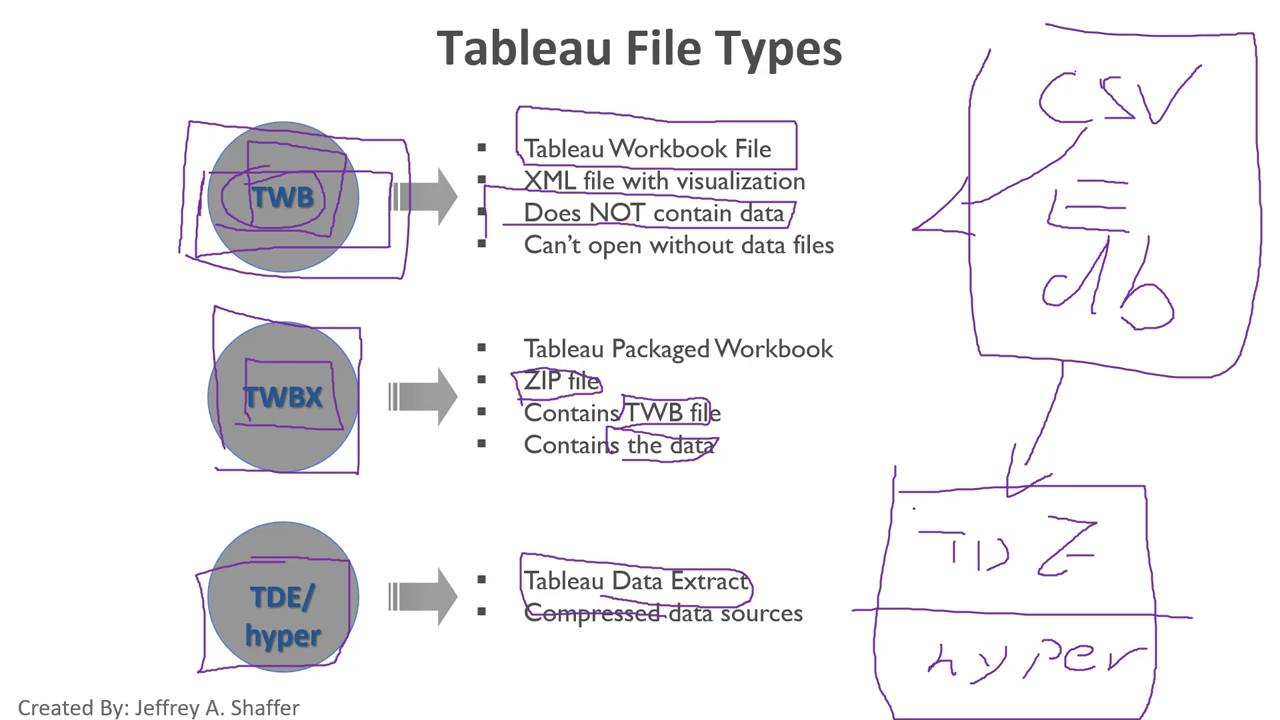 Tableau File Types
TWB
▪ Tableau Workbook File
▪ XML file with visualization
▪ Does NOT contain data
▪ Can't open without data files
TWBX
▪ Tableau Packaged Workbook
▪ ZIP file
▪ Contains TWB file
▪ Contains the data
TDE/
hyper
▪ Tableau Data Extract
▪ Compressed data sources
CSV
db
hyper
Created By: Jeffrey A. Shaffer